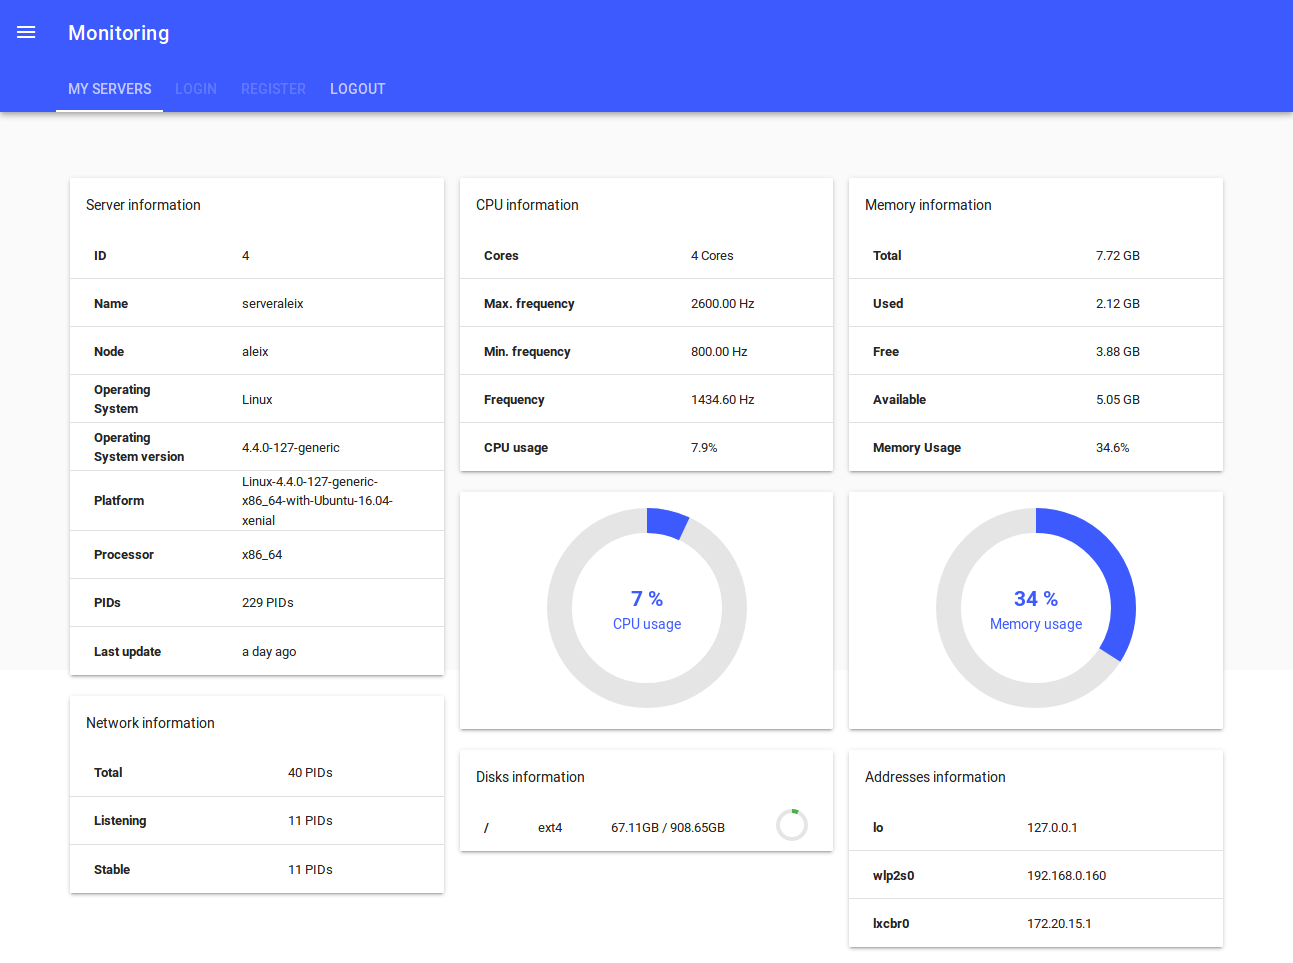 Monitoring
MY SERVERS LOGIN REGISTER LOGOUT
Server information
ID 4
Name serveraleix
Node aleix
Operating
System Linux
Operating
System version 4.4.0-127-generic
Platform Linux-4.4.0-127-generic-
x86_64-with-Ubuntu-16.04-
xenial
Processor x86_64
PIDs 229 PIDs
Last update a day ago
Network information
Total 40 PIDs
Listening 11 PIDs
Stable 11 PIDs
CPU information
Cores 4 Cores
Max. frequency 2600.00 Hz
Min. frequency 800.00 Hz
Frequency 1434.60 Hz
CPU usage 7.9%
7 %
CPU usage
Disks information
/ ext4 67.11GB / 908.65GB
Memory information
Total 7.72 GB
Used 2.12 GB
Free 3.88 GB
Available 5.05 GB
Memory Usage 34.6%
34 %
Memory usage
Addresses information
lo 127.0.0.1
wlp2s0 192.168.0.160
lxcbr0 172.20.15.1